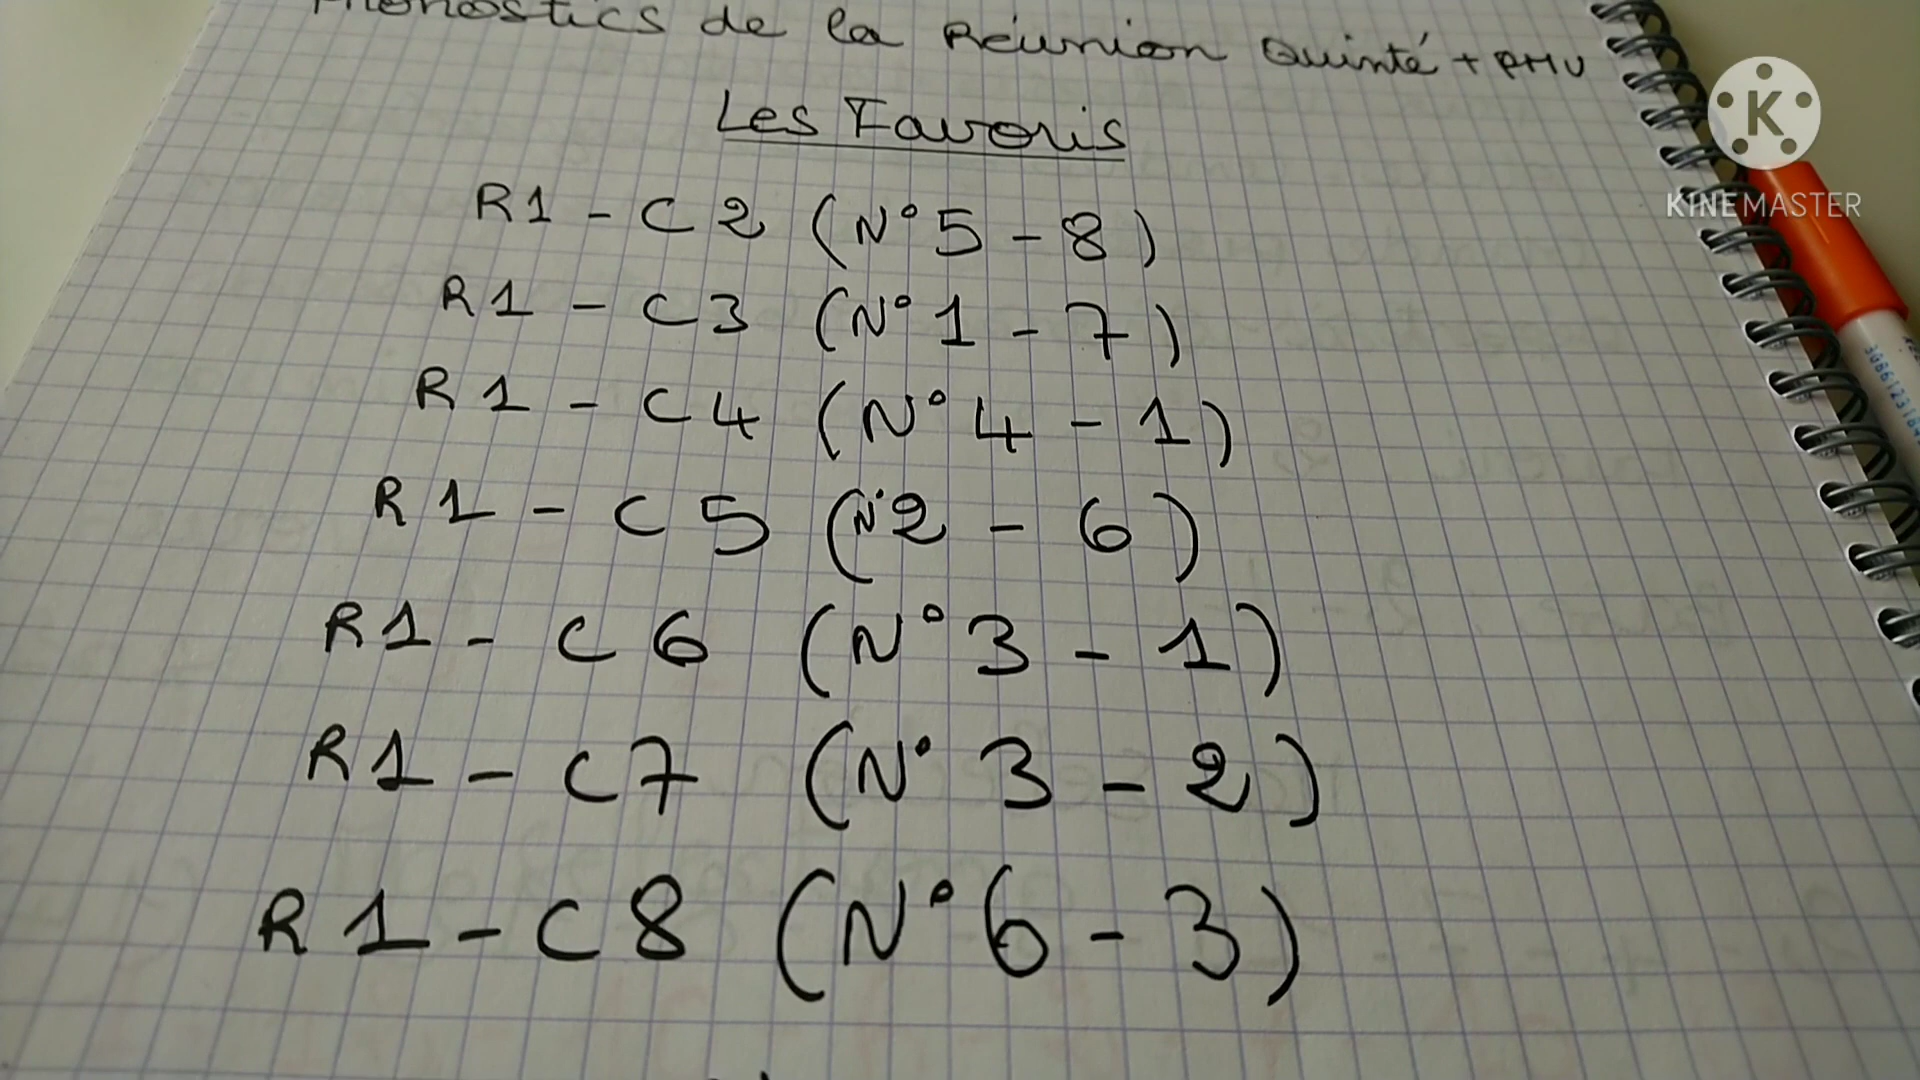 Pronostics de la Réunion Quinté + PMU
Les Favoris
R1 - C2 (N° 5 - 8)
R1 - C3 (N° 1 - 7)
R1 - C4 (N° 4 - 1)
R1 - C5 (N° 2 - 6)
R1 - C6 (N° 3 - 1)
R1 - C7 (N° 3 - 2)
R1 - C8 (N° 6 - 3)
K
KINEMASTER